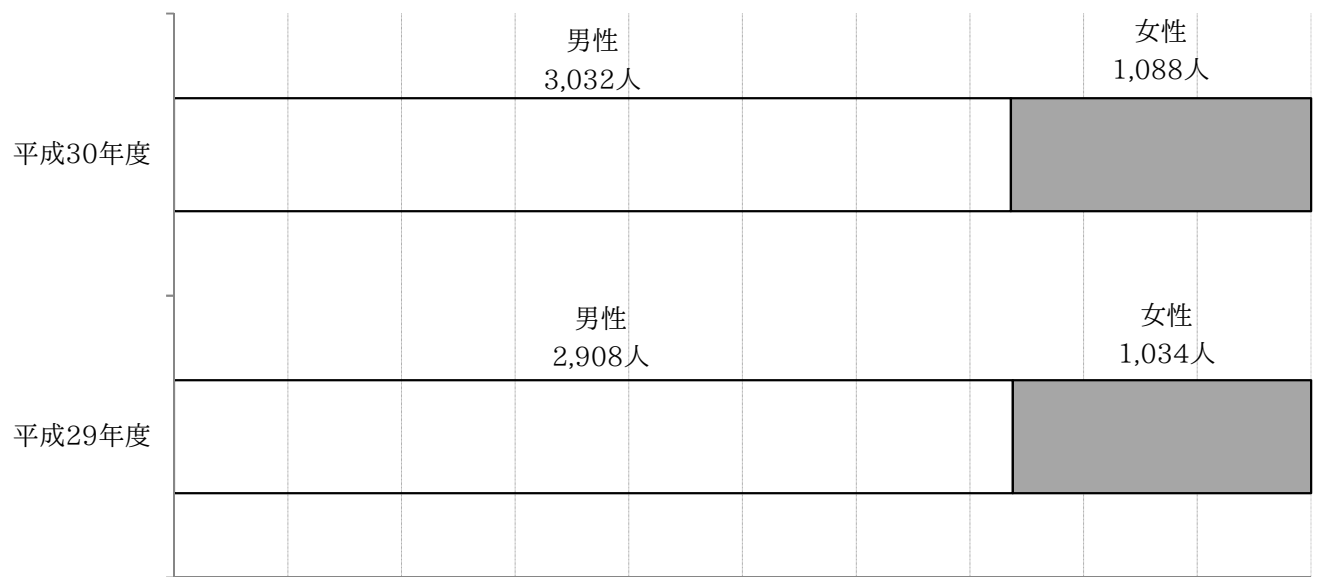 男性
3,032人
女性
1,088人
平成30年度
男性
2,908人
女性
1,034人
平成29年度